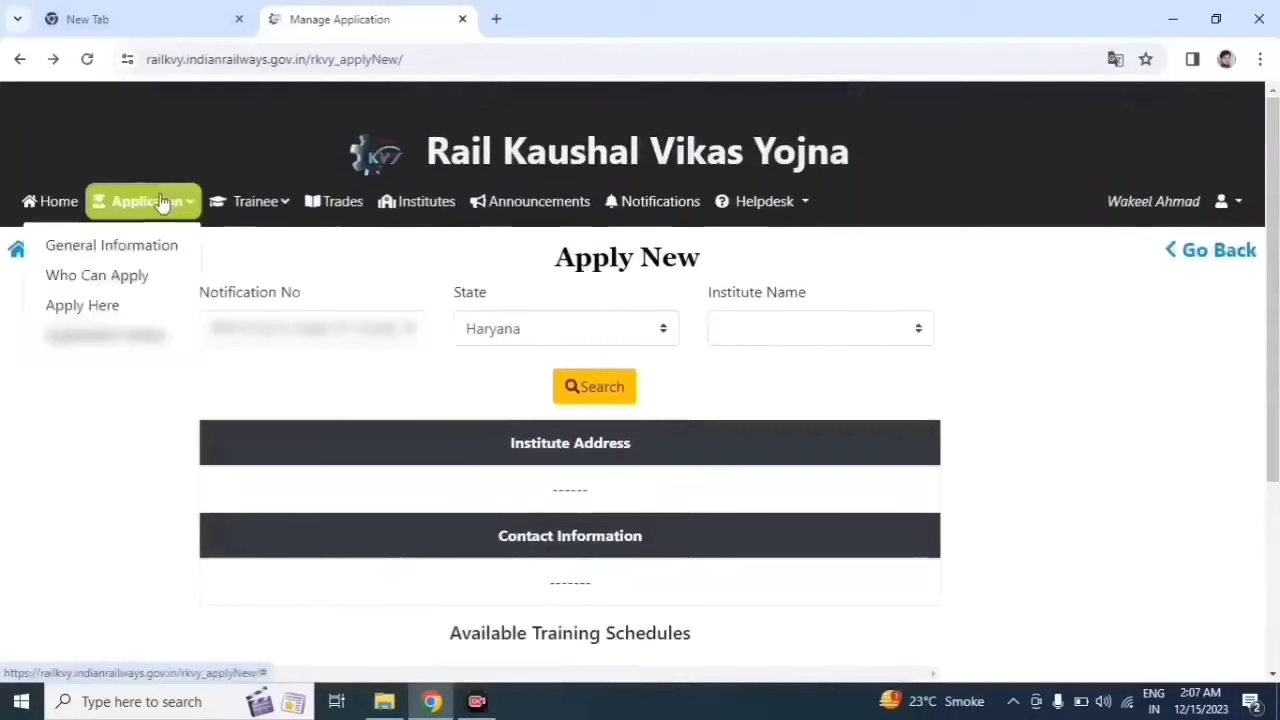 New Tab
Manage Application
railkvy.indianrailways.gov.in/rkvy_applyNew/
KVY
Rail Kaushal Vikas Yojna
Home Application Trainee Trades Institutes Announcements Notifications Helpdesk Wakeel Ahmad
General Information
Who Can Apply
Apply Here
Apply New
Go Back
Notification No State Institute Name
Haryana
Search
Institute Address
------
Contact Information
-------
Available Training Schedules
https://railkvy.indianrailways.gov.in/rkvy_applyNew/#
Type here to search
23°C Smoke
ENG
IN
2:07 AM
12/15/2023
2